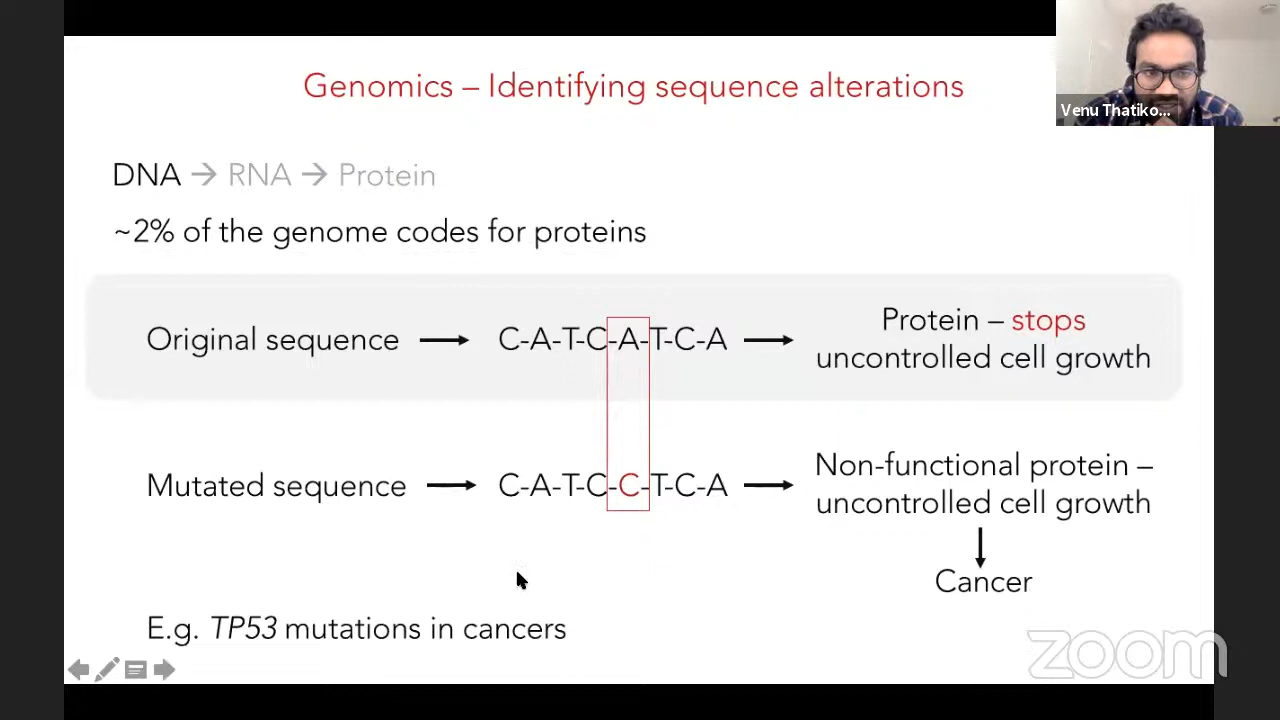 Genomics – Identifying sequence alterations
Venu Thatiko...
DNA → RNA → Protein
~2% of the genome codes for proteins
Original sequence → C-A-T-C-A-T-C-A → Protein – stops
uncontrolled cell growth
Mutated sequence → C-A-T-C-C-T-C-A → Non-functional protein –
uncontrolled cell growth
Cancer
E.g. TP53 mutations in cancers
zoom